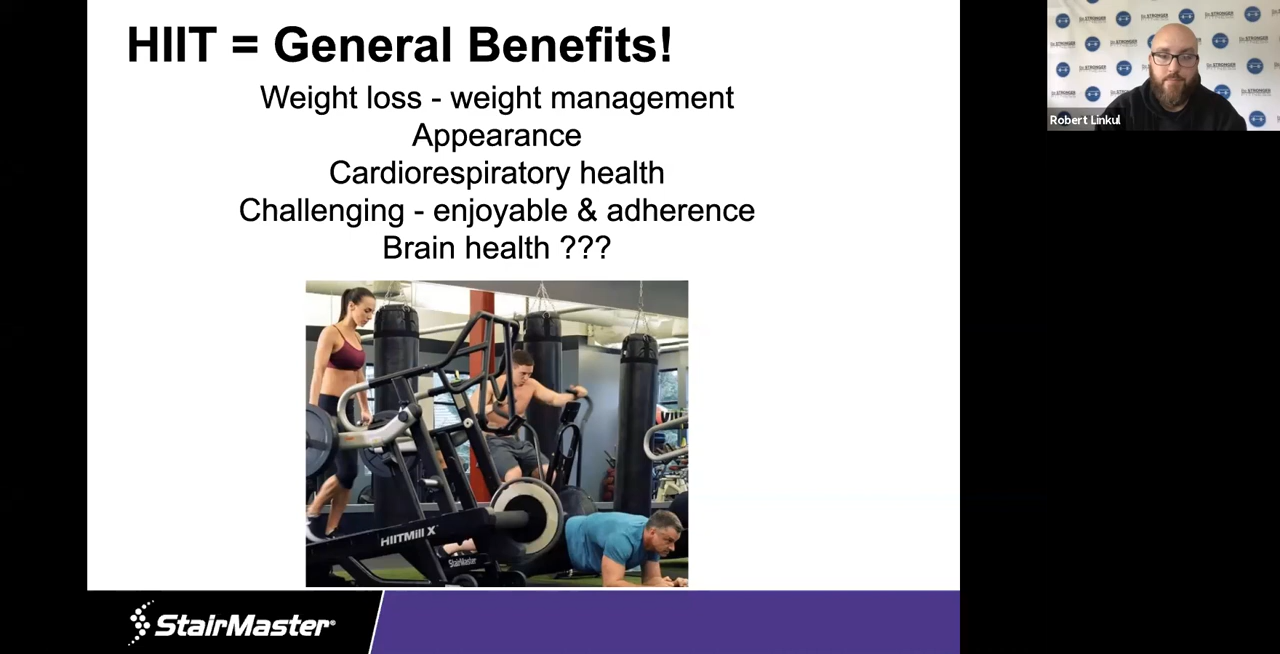 HIIT = General Benefits!
Weight loss - weight management
Appearance
Cardiorespiratory health
Challenging - enjoyable & adherence
Brain health ???
HIITMILL X
StairMaster
StairMaster
Robert Linkul